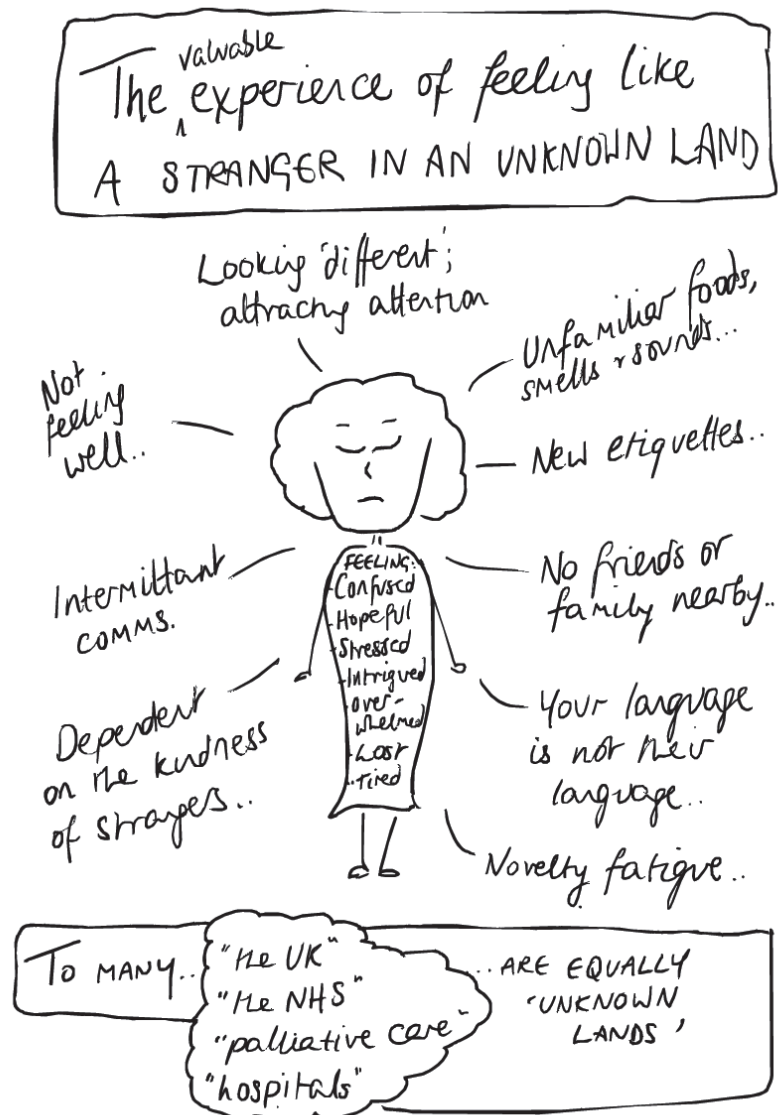 The valuable experience of feeling like
A STRANGER IN AN UNKNOWN LAND
Looking 'different';
attracting attention
Unfamiliar foods,
smells + sounds...
Not
feeling
well..
New etiquettes..
Intermittant
comms.
No friends or
family nearby..
FEELING:
-Confused
-Hopeful
-Stressed
-Intrigued
-over-
whelmed
-Lost
-Tired
Dependent
on the kindness
of strangers..
Your language
is not their
language..
Novelty fatigue..
To MANY..
"the UK"
"the NHS"
"palliative care"
"hospitals"
..ARE EQUALLY
'UNKNOWN
LANDS'